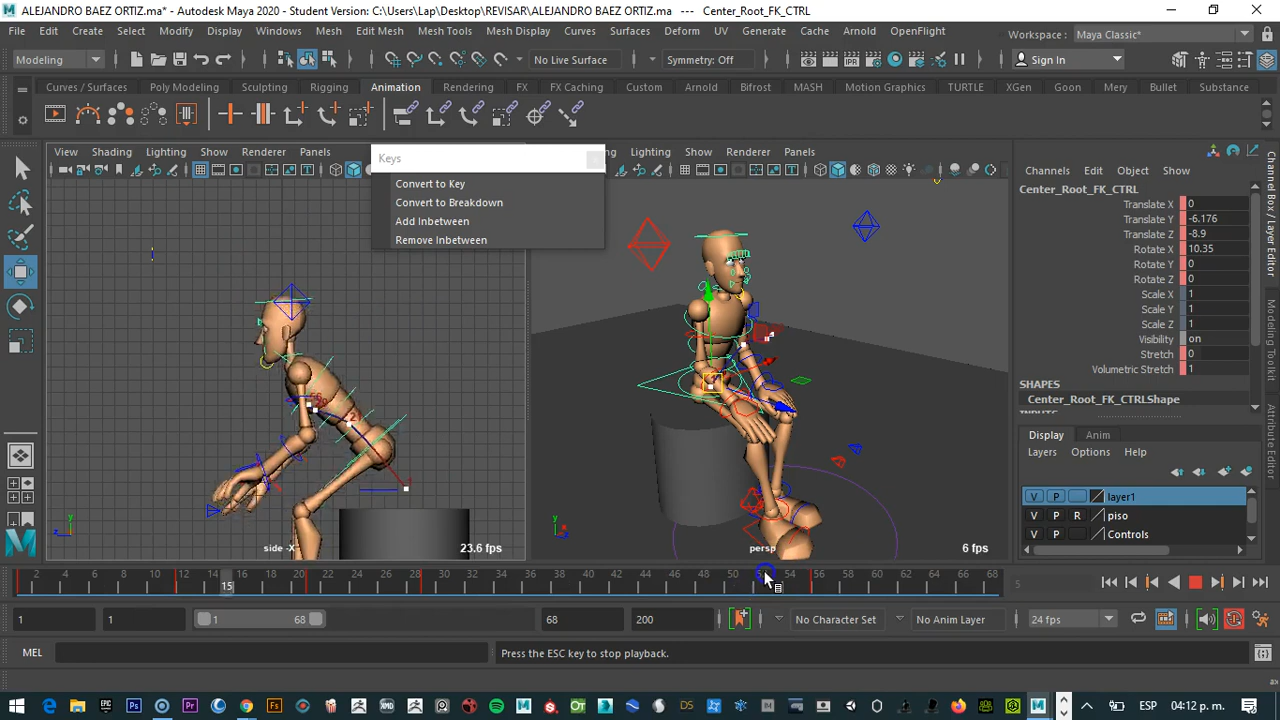 ALEJANDRO BAEZ ORTIZ.ma* - Autodesk Maya 2020 - Student Version: C:\Users\Lap\Desktop\REVISAR\ALEJANDRO BAEZ ORTIZ.ma --- Center_Root_FK_CTRL
File Edit Create Select Modify Display Windows Mesh Edit Mesh Mesh Tools Mesh Display Curves Surfaces Deform UV Generate Cache Arnold OpenFlight Workspace : Maya Classic*
Modeling No Live Surface Symmetry: Off Sign In
Curves / Surfaces Poly Modeling Sculpting Rigging Animation Rendering FX FX Caching Custom Arnold Bifrost MASH Motion Graphics TURTLE XGen Goon Mery Bullet Substance
View Shading Lighting Show Renderer Panels Keys Lighting Show Renderer Panels
Convert to Key
Convert to Breakdown
Add Inbetween
Remove Inbetween
Channels Edit Object Show
Center_Root_FK_CTRL
Translate X 0
Translate Y -6.176
Translate Z -8.9
Rotate X 10.35
Rotate Y 0
Rotate Z 0
Scale X 1
Scale Y 1
Scale Z 1
Visibility on
Stretch 0
Volumetric Stretch 1
SHAPES
Center_Root_FK_CTRLShape
Channel Box / Layer Editor
Modeling Toolkit
Display Anim
Layers Options Help
V P layer1
V P R piso
V P Controls
side -X 23.6 fps persp 6 fps
2 4 6 8 10 12 14 15 16 18 20 22 24 26 28 30 32 34 36 38 40 42 44 46 48 50 54 56 58 60 62 64 66 68 5
1 1 1 68 68 200 No Character Set No Anim Layer 24 fps
MEL Press the ESC key to stop playback.
ESP 04:12 p. m.